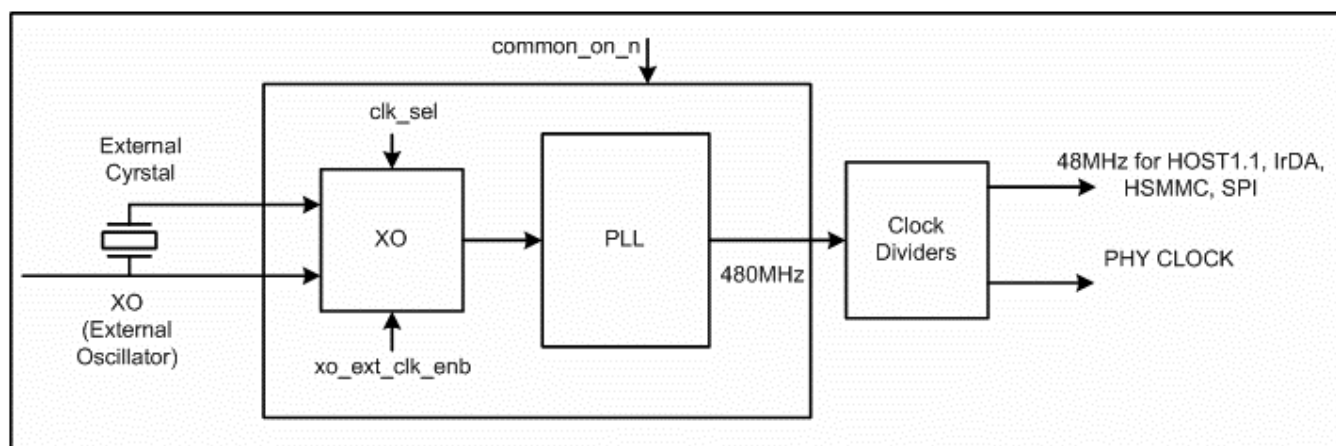 common_on_n
clk_sel
External
Cyrstal
XO
PLL
480MHz
Clock
Dividers
48MHz for HOST1.1, IrDA,
HSMMC, SPI
PHY CLOCK
XO
(External
Oscillator)
xo_ext_clk_enb